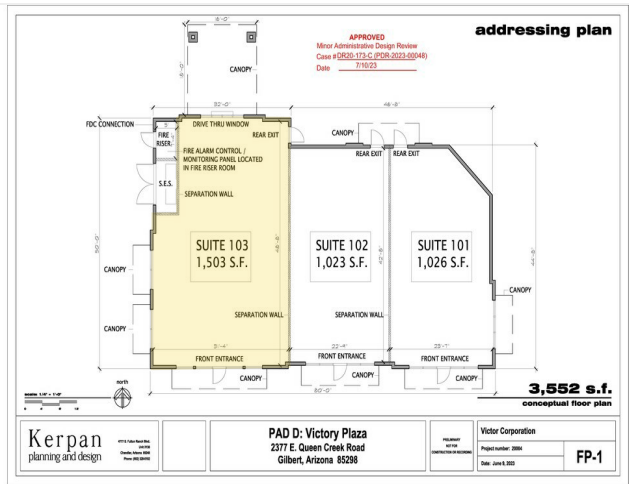 addressing plan
APPROVED
Minor Administrative Design Review
Case # DR20-173-C (PDR-2023-00048)
Date 7/10/23
CANOPY
32'-0"
FDC CONNECTION
DRIVE THRU WINDOW
REAR EXIT
CANOPY
FIRE
RISER
REAR EXIT
REAR EXIT
FIRE ALARM CONTROL /
MONITORING PANEL LOCATED
IN FIRE RISER ROOM
S.E.S.
SEPARATION WALL
SUITE 103
1,503 S.F.
SUITE 102
1,023 S.F.
SUITE 101
1,026 S.F.
CANOPY
CANOPY
CANOPY
SEPARATION WALL
SEPARATION WALL
22'-4"
FRONT ENTRANCE
FRONT ENTRANCE
FRONT ENTRANCE
CANOPY
CANOPY
CANOPY
north
3,552 s.f.
conceptual floor plan
Kerpan
planning and design
PAD D: Victory Plaza
2377 E. Queen Creek Road
Gilbert, Arizona 85298
PRELIMINARY
NOT FOR
CONSTRUCTION OR RECORDING
Victor Corporation
Project number: 20004
Date: June 9, 2023
FP-1